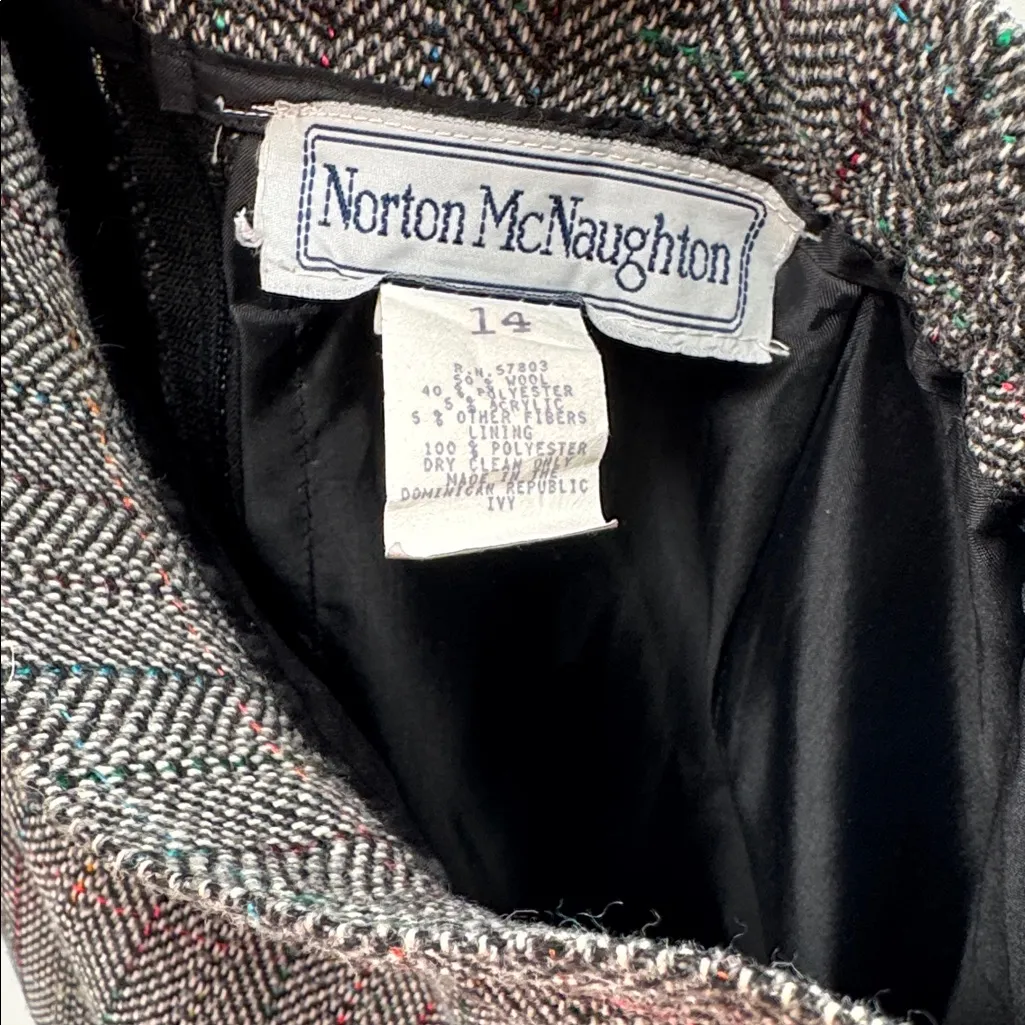 Norton McNaughton
14
R.N. 57803
50 % WOOL
40 % POLYESTER
5 % ACRYLIC
5 % OTHER FIBERS
LINING
100 % POLYESTER
DRY CLEAN ONLY
MADE IN THE
DOMINICAN REPUBLIC
IVY